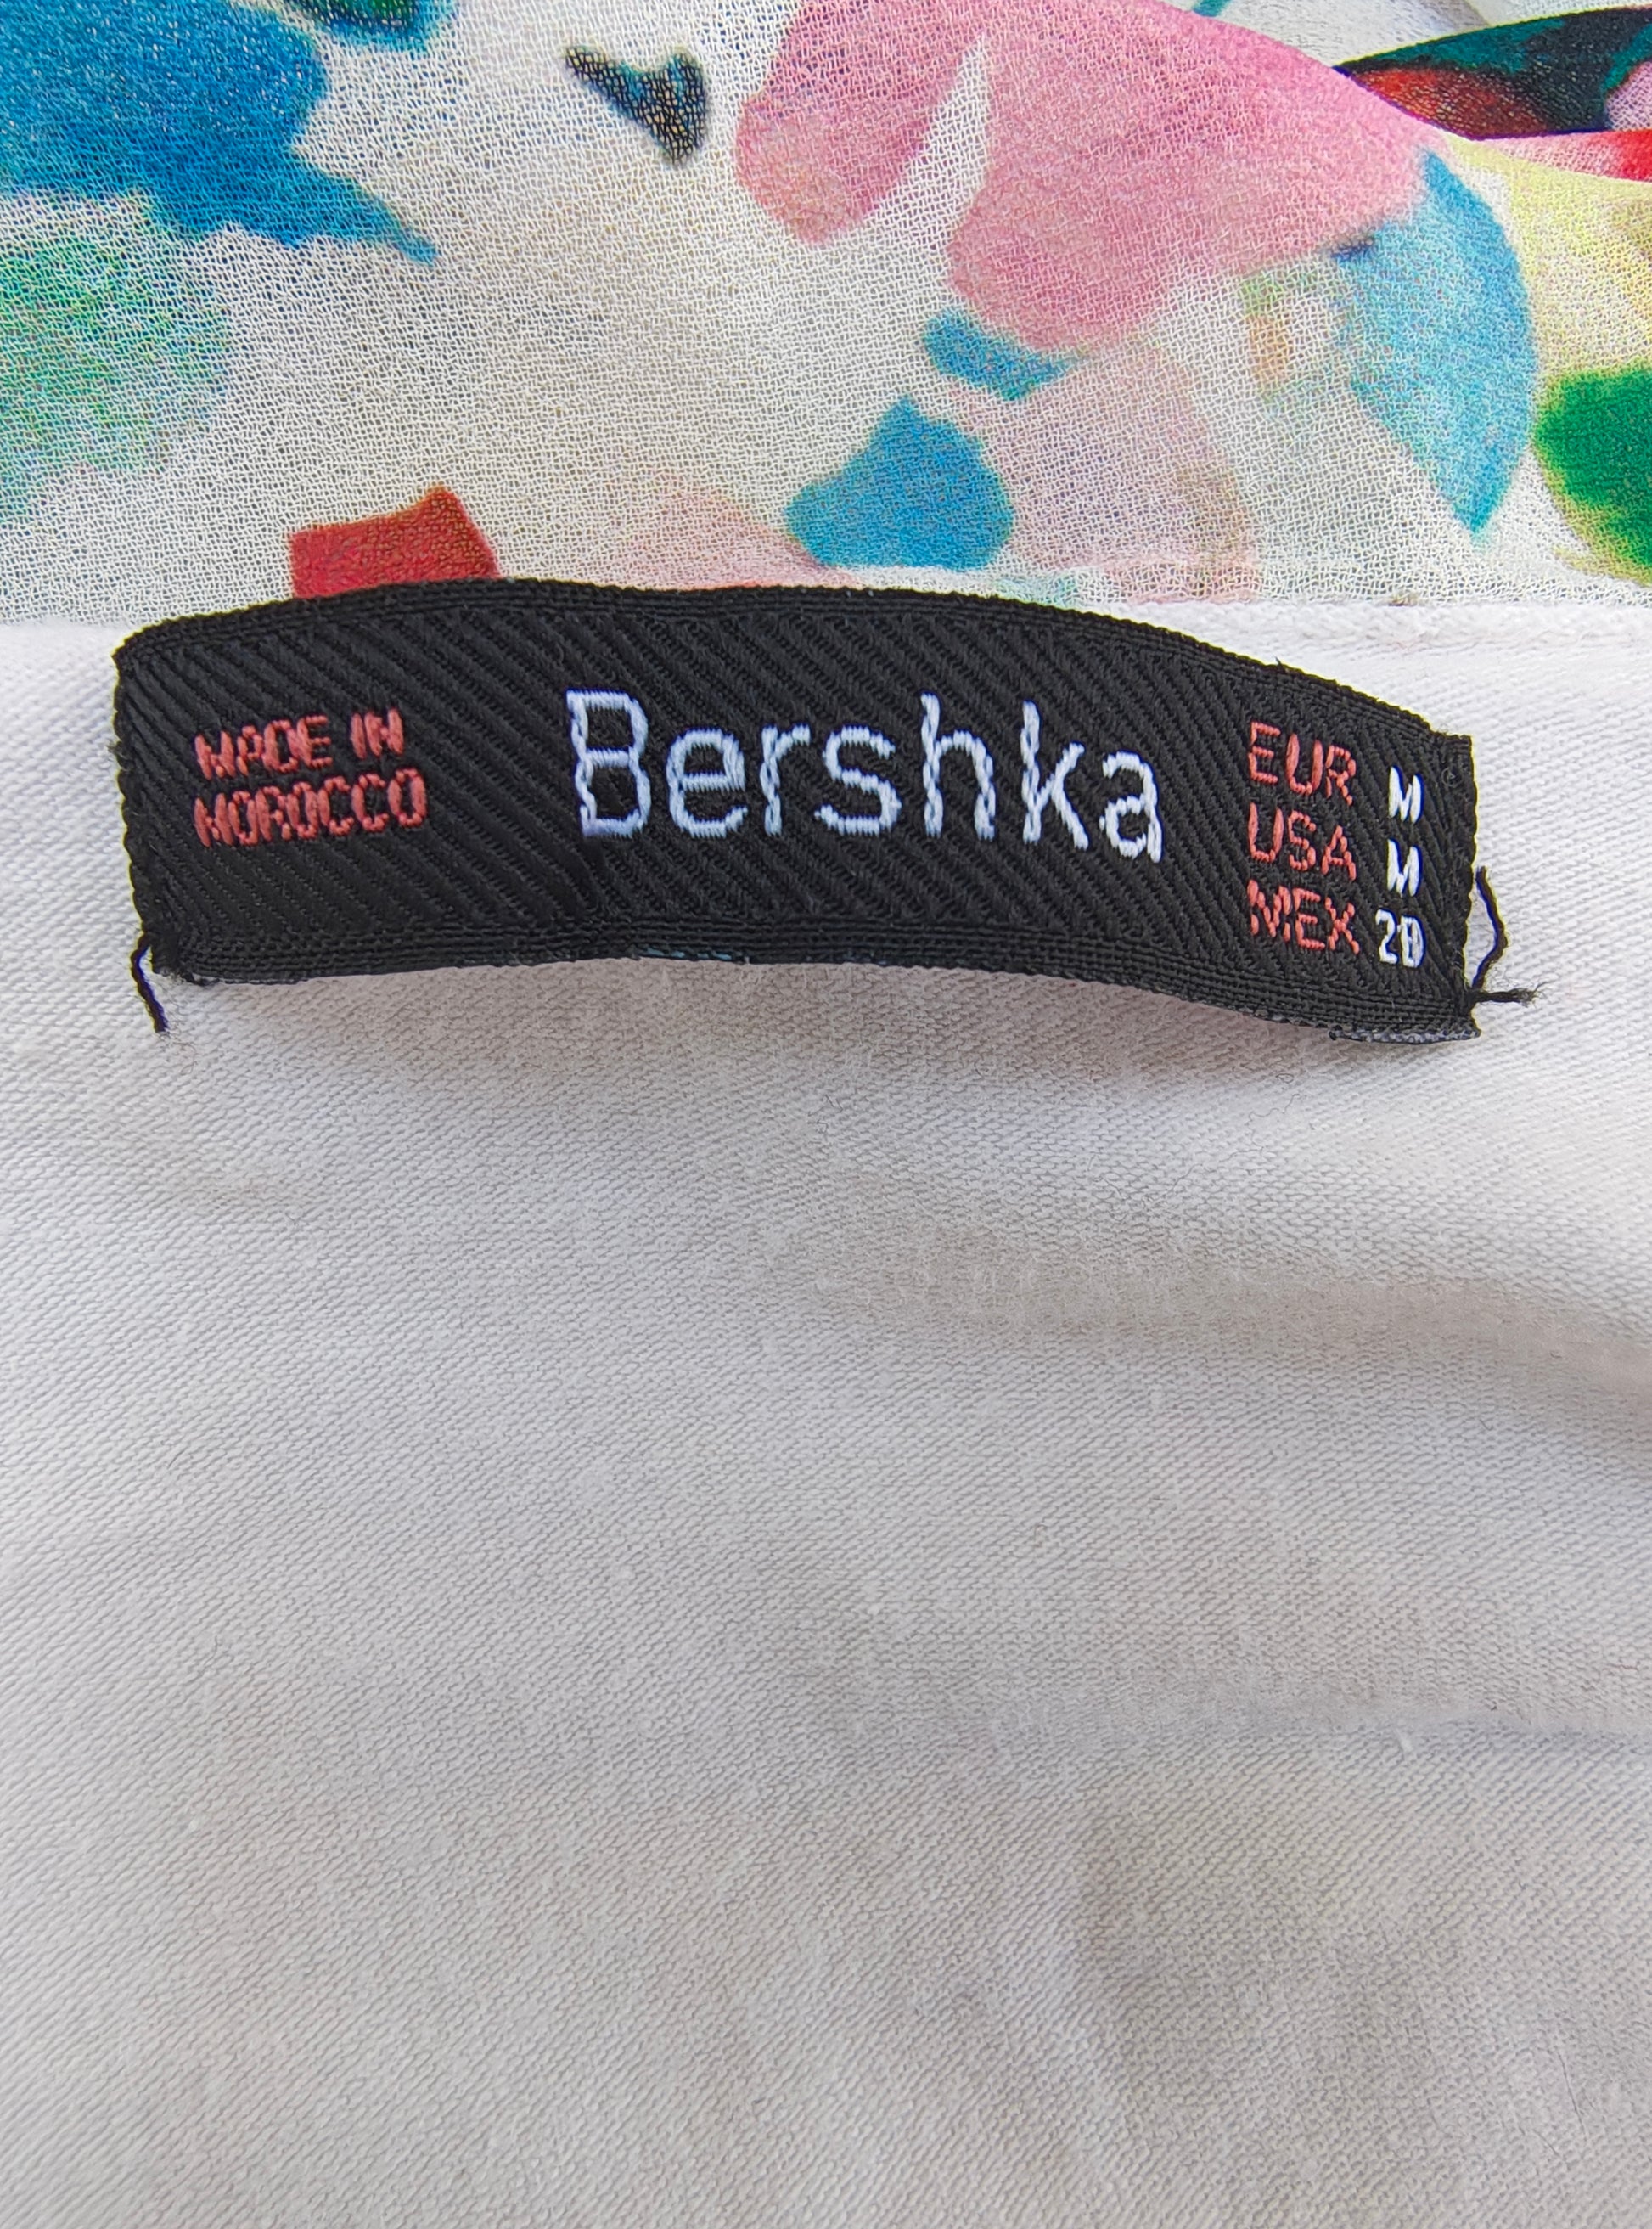 MADE IN
MOROCCO
Bershka
EUR M
USA M
MEX 28